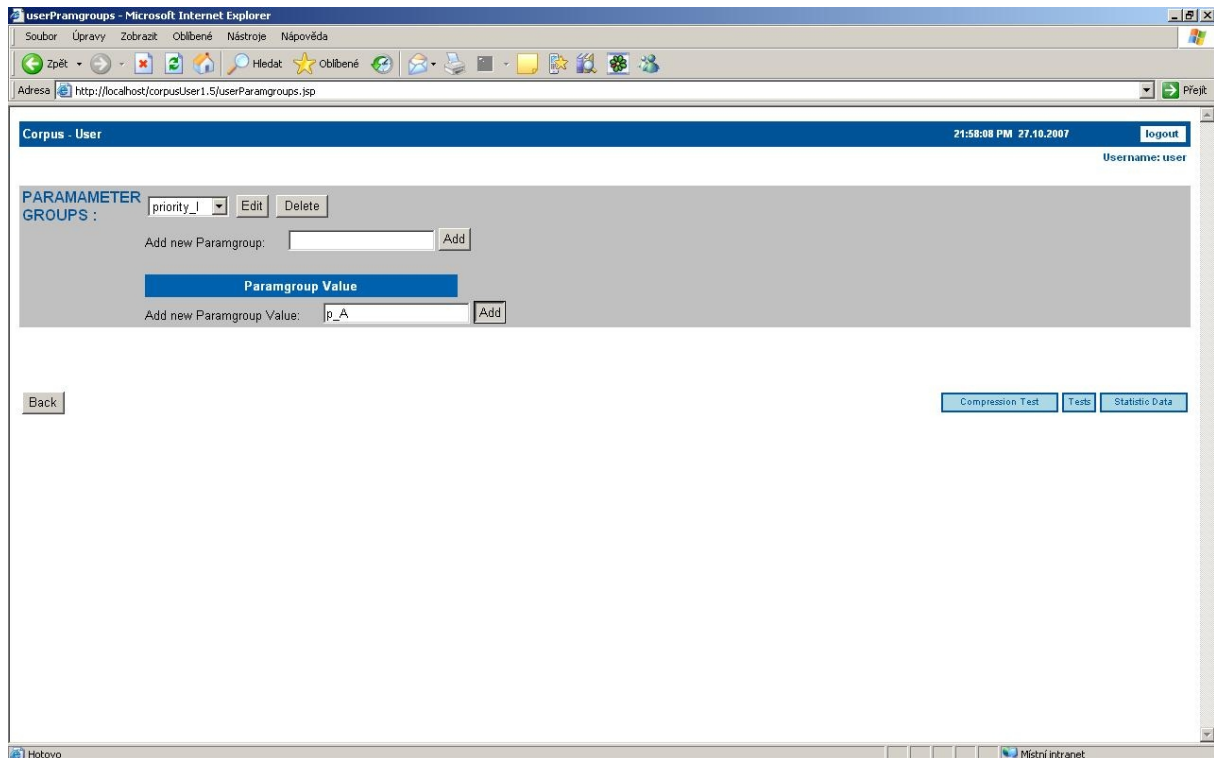 userPramgroups - Microsoft Internet Explorer
Soubor Úpravy Zobrazit Oblíbené Nástroje Nápověda
Zpět Hledat Oblíbené
Adresa http://localhost/corpusUser1.5/userParamgroups.jsp Přejít
Corpus - User 21:58:08 PM 27.10.2007 logout
Username: user
PARAMAMETER
GROUPS : priority_I Edit Delete
Add new Paramgroup: Add
Paramgroup Value
Add new Paramgroup Value: p_A Add
Back Compression Test Tests Statistic Data
Hotovo Místní intranet